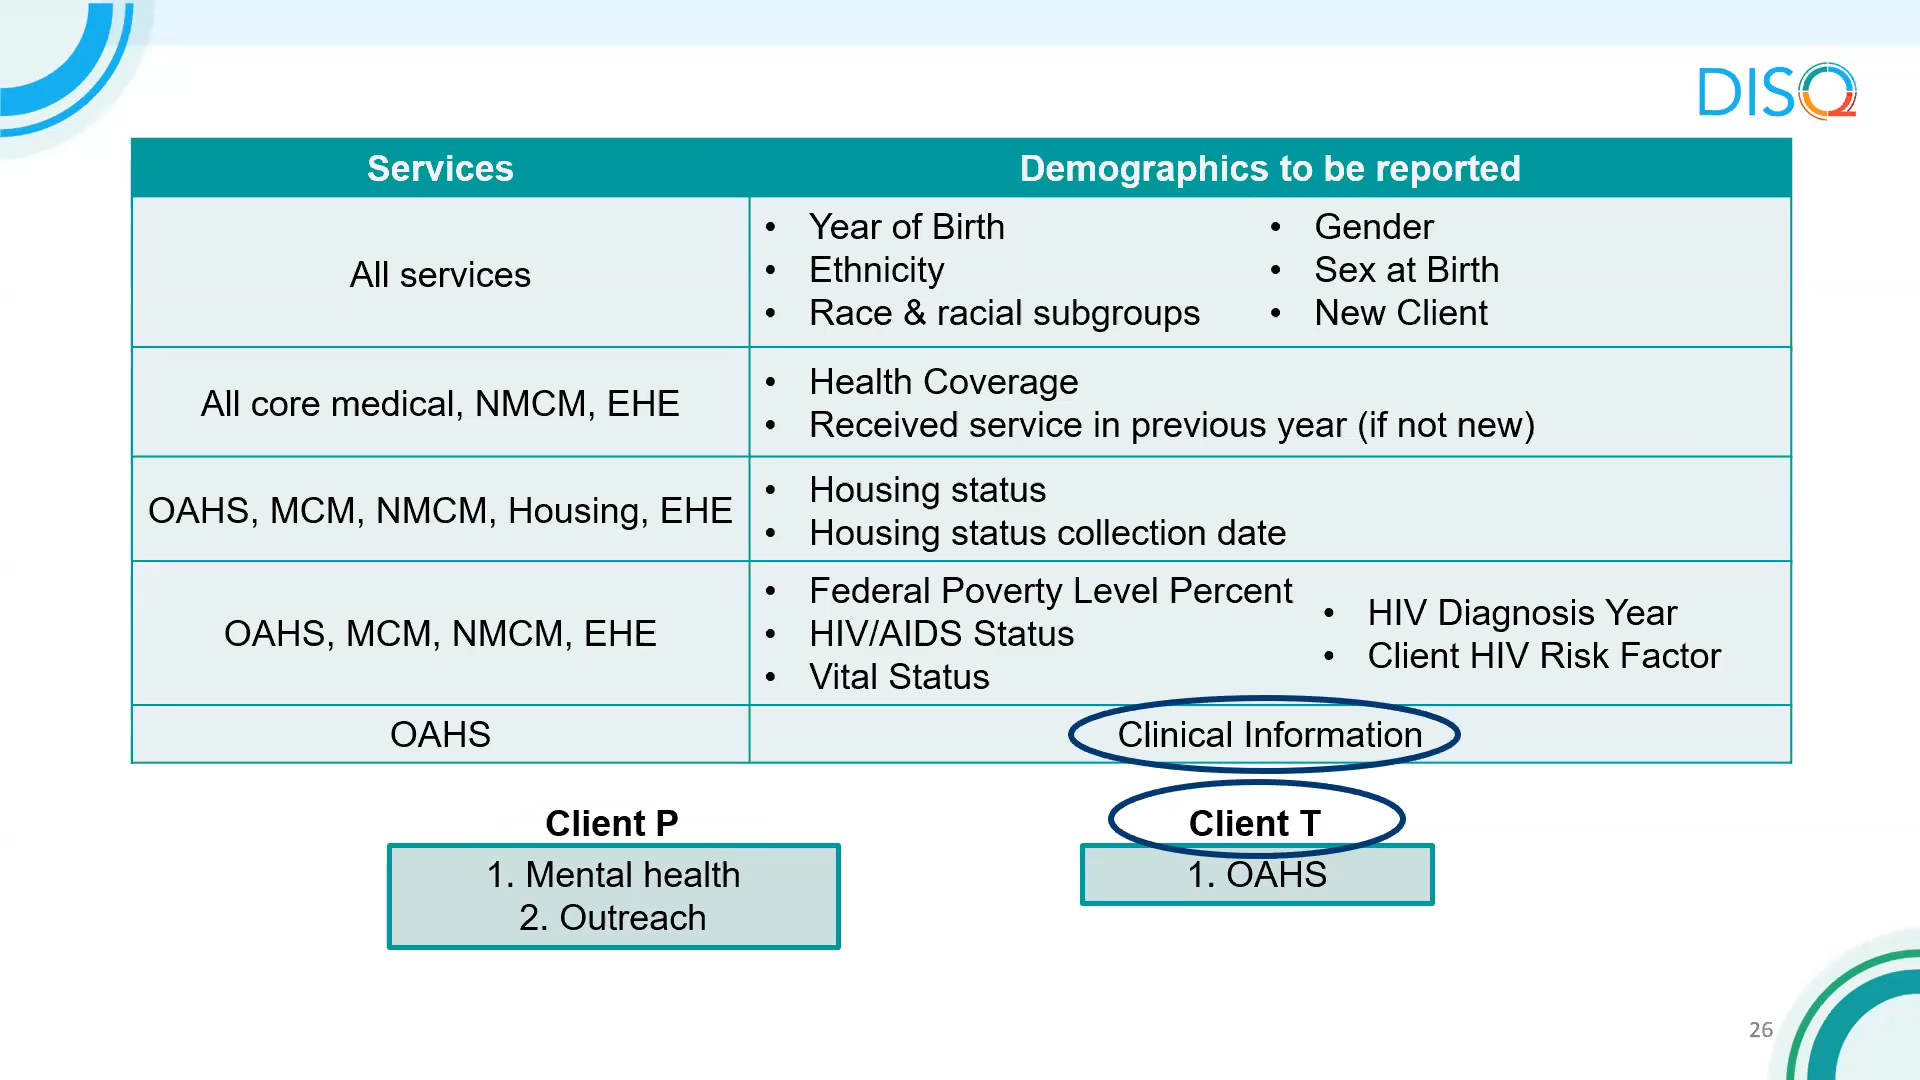 DISQ
Services
Demographics to be reported
All services
• Year of Birth
• Ethnicity
• Race & racial subgroups
• Gender
• Sex at Birth
• New Client
All core medical, NMCM, EHE
• Health Coverage
• Received service in previous year (if not new)
OAHS, MCM, NMCM, Housing, EHE
• Housing status
• Housing status collection date
OAHS, MCM, NMCM, EHE
• Federal Poverty Level Percent
• HIV/AIDS Status
• Vital Status
• HIV Diagnosis Year
• Client HIV Risk Factor
OAHS
Clinical Information
Client P
1. Mental health
2. Outreach
Client T
1. OAHS
26